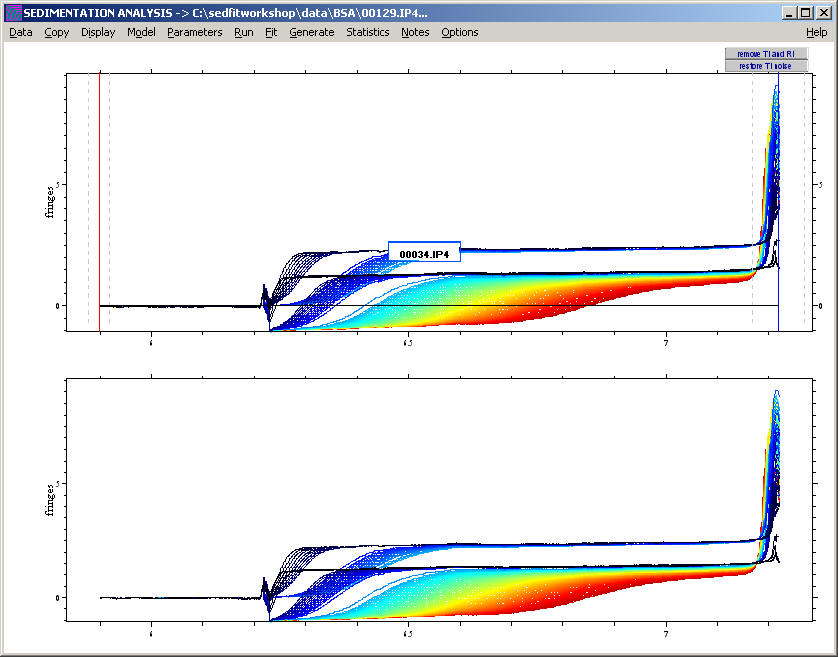 SEDIMENTATION ANALYSIS -> C:\sedfitworkshop\data\BSA\00129.IP4...
Data Copy Display Model Parameters Run Fit Generate Statistics Notes Options Help
remove TI and RI
restore TI noise
fringes
5
5
00034.IP4
0
0
6
6.5
7
fringes
5
0
6
6.5
7